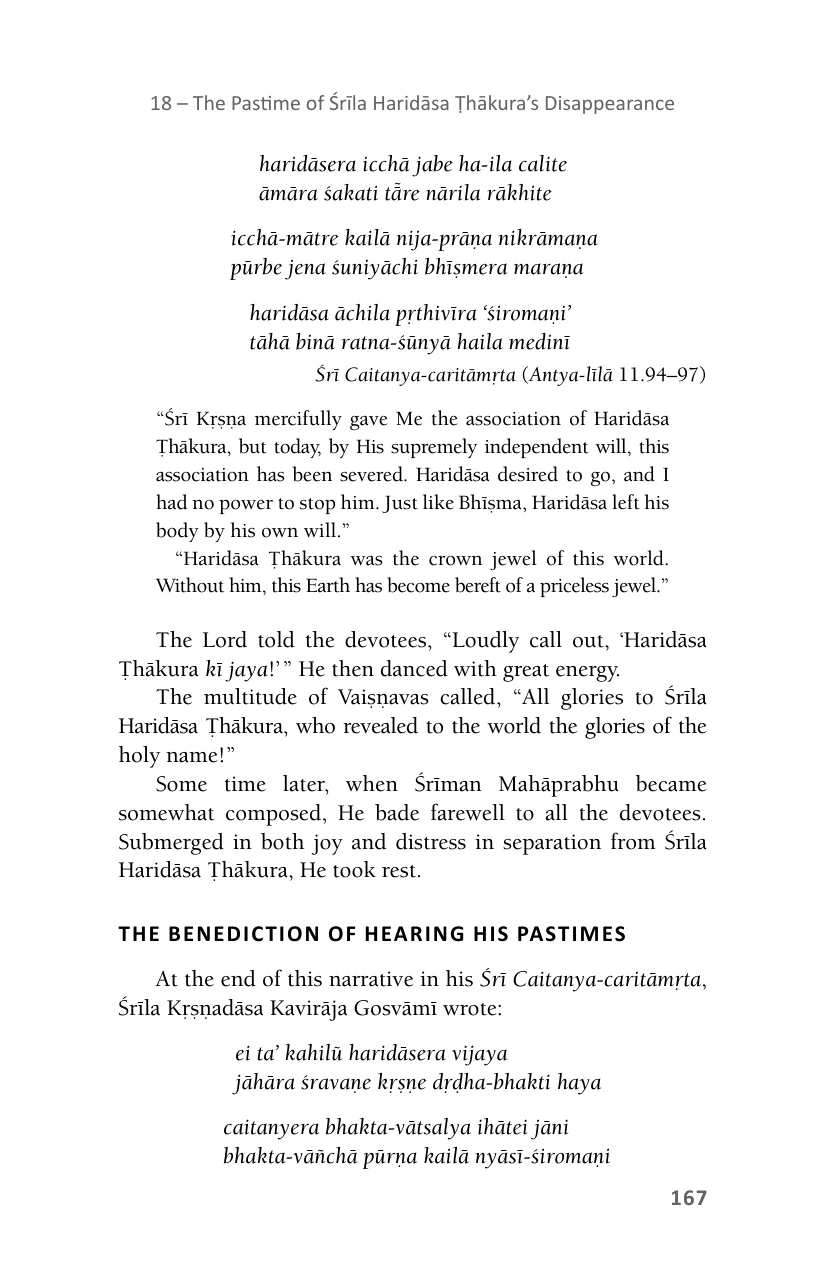 18 – The Pastime of Śrīla Haridāsa Ṭhākura’s Disappearance
haridāsera icchā jabe ha-ila calite
āmāra śakati tā̃re nārila rākhite
icchā-mātre kailā nija-prāṇa nikrāmaṇa
pūrbe jena śuniyāchi bhīṣmera maraṇa
haridāsa āchila pṛthivīra ‘śiromaṇi’
tāhā binā ratna-śūnyā haila medinī
Śrī Caitanya-caritāmṛta (Antya-līlā 11.94–97)
“Śrī Kṛṣṇa mercifully gave Me the association of Haridāsa
Ṭhākura, but today, by His supremely independent will, this
association has been severed. Haridāsa desired to go, and I
had no power to stop him. Just like Bhīṣma, Haridāsa left his
body by his own will.”
“Haridāsa Ṭhākura was the crown jewel of this world.
Without him, this Earth has become bereft of a priceless jewel.”
The Lord told the devotees, “Loudly call out, ‘Haridāsa
Ṭhākura kī jaya!’” He then danced with great energy.
The multitude of Vaiṣṇavas called, “All glories to Śrīla
Haridāsa Ṭhākura, who revealed to the world the glories of the
holy name!”
Some time later, when Śrīman Mahāprabhu became
somewhat composed, He bade farewell to all the devotees.
Submerged in both joy and distress in separation from Śrīla
Haridāsa Ṭhākura, He took rest.
THE BENEDICTION OF HEARING HIS PASTIMES
At the end of this narrative in his Śrī Caitanya-caritāmṛta,
Śrīla Kṛṣṇadāsa Kavirāja Gosvāmī wrote:
ei ta’ kahilũ haridāsera vijaya
jāhāra śravaṇe kṛṣṇe dṛḍha-bhakti haya
caitanyera bhakta-vātsalya ihātei jāni
bhakta-vāñchā pūrṇa kailā nyāsī-śiromaṇi
167